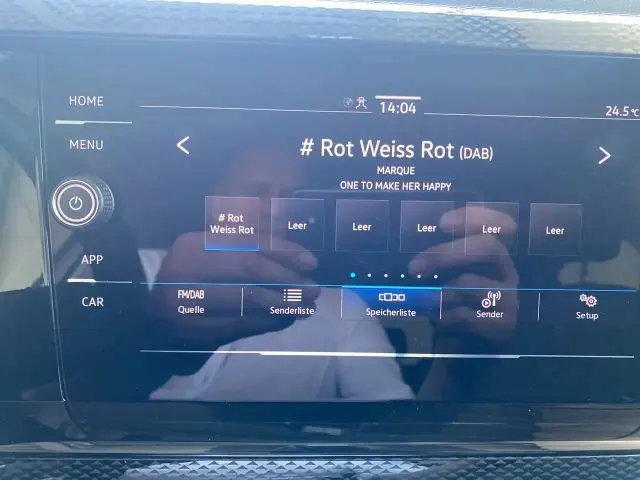 HOME
14:04
24.5°C
MENU
# Rot Weiss Rot (DAB)
MARQUE
ONE TO MAKE HER HAPPY
# Rot
Weiss Rot
Leer
Leer
Leer
Leer
Leer
APP
CAR
FM/DAB
Quelle
Senderliste
Speicherliste
Sender
Setup